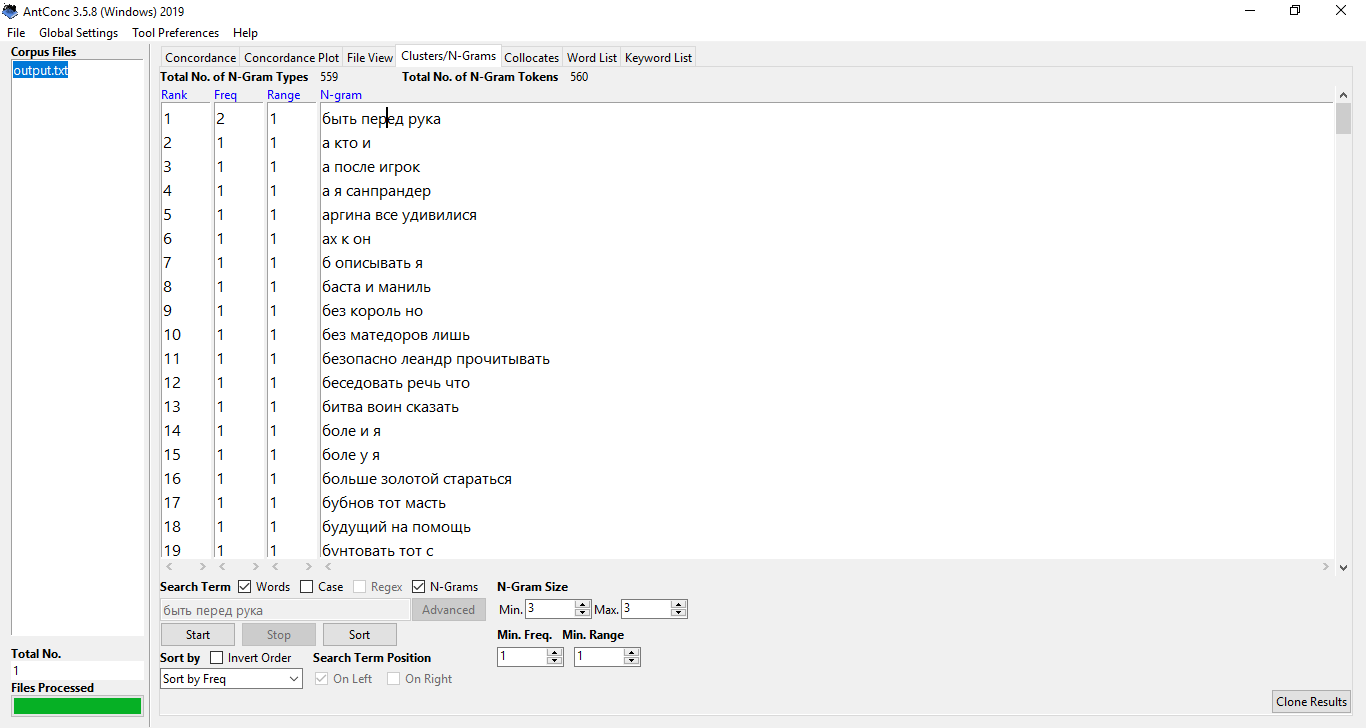 AntConc 3.5.8 (Windows) 2019
File Global Settings Tool Preferences Help
Corpus Files
output.txt
Concordance Concordance Plot File View Clusters/N-Grams Collocates Word List Keyword List
Total No. of N-Gram Types 559 Total No. of N-Gram Tokens 560
Rank Freq Range N-gram
1 2 1 быть перед рука
2 1 1 а кто и
3 1 1 а после игрок
4 1 1 а я санпрандер
5 1 1 аргина все удивилися
6 1 1 ах к он
7 1 1 б описывать я
8 1 1 баста и маниль
9 1 1 без король но
10 1 1 без матедоров лишь
11 1 1 безопасно леандр прочитывать
12 1 1 беседовать речь что
13 1 1 битва воин сказать
14 1 1 боле и я
15 1 1 боле у я
16 1 1 больше золотой стараться
17 1 1 бубнов тот масть
18 1 1 будущий на помощь
19 1 1 бунтовать тот с
Search Term Words Case Regex N-Grams N-Gram Size
быть перед рука Advanced Min. 3 Max. 3
Start Stop Sort Min. Freq. Min. Range
1 1
Sort by Invert Order Search Term Position
Sort by Freq On Left On Right
Total No.
1
Files Processed
Clone Results